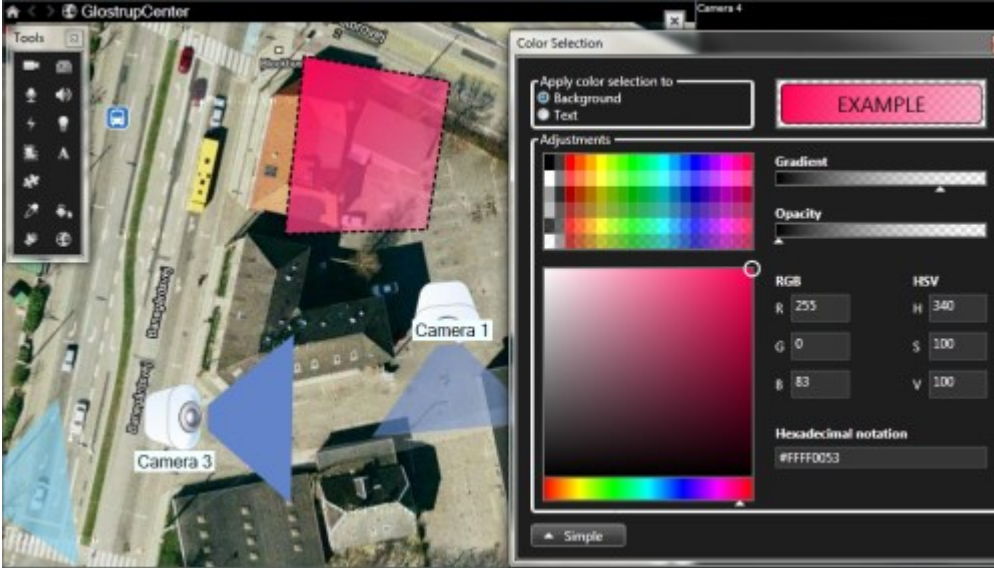 GlostrupCenter
Tools
A
Camera 1
Camera 3
Camera 4
Color Selection
Apply color selection to
Background
Text
EXAMPLE
Adjustments
Gradient
Opacity
RGB
HSV
R 255
H 340
G 0
S 100
B 83
V 100
Hexadecimal notation
#FFFF0053
Simple